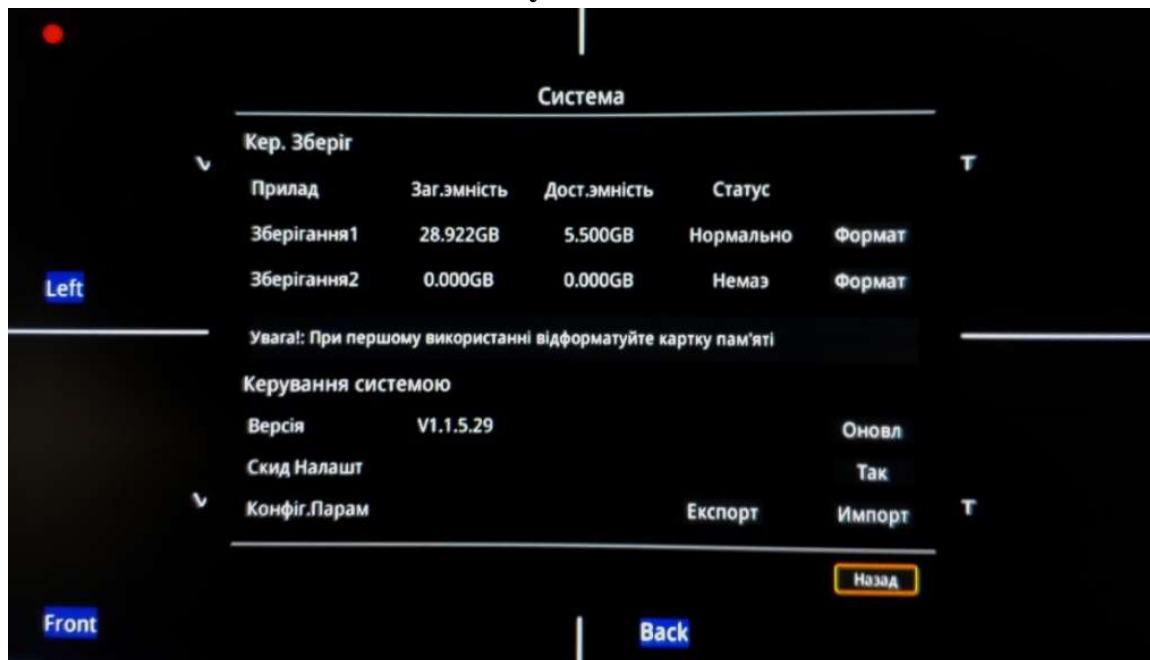 Система
Кер. Зберіг
Прилад Заг.эмність Дост.эмність Статус
Зберігання1 28.922GB 5.500GB Нормально Формат
Зберігання2 0.000GB 0.000GB Немаэ Формат
Left
Увага!: При першому використанні відформатуйте картку пам'яті
Керування системою
Версія V1.1.5.29 Оновл
Скид Налашт Так
Конфіг.Парам Експорт Импорт
Назад
Front Back